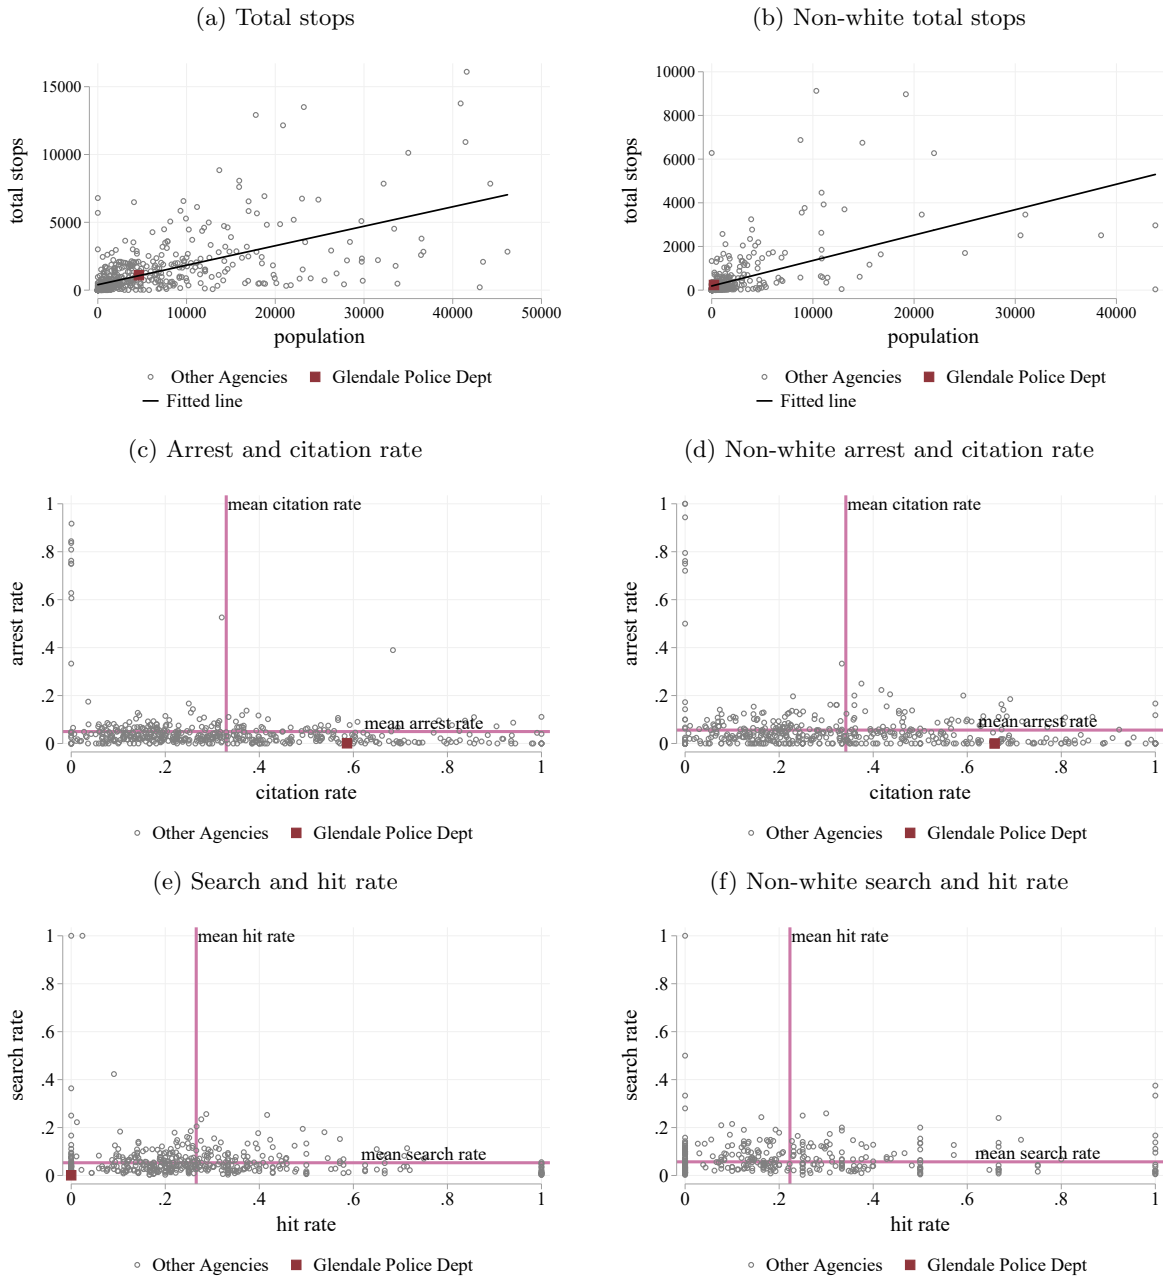 (a) Total stops
(b) Non-white total stops
total stops
15000
10000
5000
0
0 10000 20000 30000 40000 50000
population
Other Agencies Glendale Police Dept
Fitted line
total stops
10000
8000
6000
4000
2000
0
0 10000 20000 30000 40000
population
Other Agencies Glendale Police Dept
Fitted line
(c) Arrest and citation rate
(d) Non-white arrest and citation rate
arrest rate
1
.8
.6
.4
.2
0
mean citation rate
mean arrest rate
0 .2 .4 .6 .8 1
citation rate
Other Agencies Glendale Police Dept
arrest rate
1
.8
.6
.4
.2
0
mean citation rate
mean arrest rate
0 .2 .4 .6 .8 1
citation rate
Other Agencies Glendale Police Dept
(e) Search and hit rate
(f) Non-white search and hit rate
search rate
1
.8
.6
.4
.2
0
mean hit rate
mean search rate
0 .2 .4 .6 .8 1
hit rate
Other Agencies Glendale Police Dept
search rate
1
.8
.6
.4
.2
0
mean hit rate
mean search rate
0 .2 .4 .6 .8 1
hit rate
Other Agencies Glendale Police Dept